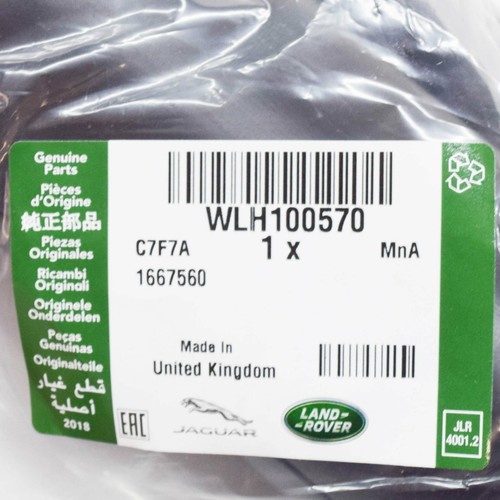 Genuine
Parts
Pièces
d'Origine
純正部品
Piezas
Originales
Ricambi
Originali
Originele
Onderdelen
Peças
Genuinas
Originalteile
قطع غيار
أصلية
2018
WLH100570
C7F7A 1 x MnA
1667560
Made In
United Kingdom
EAC
JAGUAR
LAND-
-ROVER
JLR
4001.2